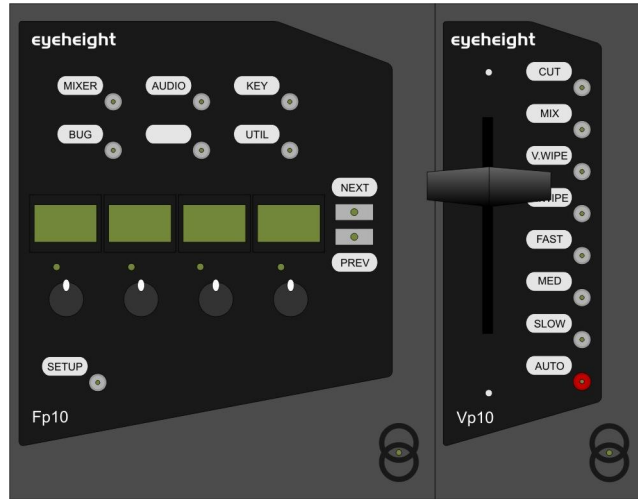 eyeheight
MIXER
AUDIO
KEY
BUG
UTIL
NEXT
PREV
SETUP
Fp10
eyeheight
CUT
MIX
V.WIPE
FAST
MED
SLOW
AUTO
Vp10